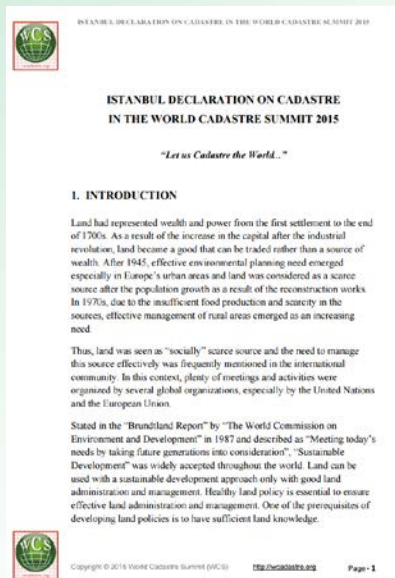 WCS
ISTANBUL DECLARATION ON CADASTRE IN THE WORLD CADASTRE SUMMIT 2015
ISTANBUL DECLARATION ON CADASTRE
IN THE WORLD CADASTRE SUMMIT 2015
“Let us Cadastre the World...”
1. INTRODUCTION
Land had represented wealth and power from the first settlement to the end
of 1700s. As a result of the increase in the capital after the industrial
revolution, land became a good that can be traded rather than a source of
wealth. After 1945, effective environmental planning need emerged
especially in Europe's urban areas and land was considered as a scarce
source after the population growth as a result of the reconstruction works.
In 1970s, due to the insufficient food production and scarcity in the
sources, effective management of rural areas emerged as an increasing
need.
Thus, land was seen as “socially” scarce source and the need to manage
this source effectively was frequently mentioned in the international
community. In this context, plenty of meetings and activities were
organized by several global organizations, especially by the United Nations
and the European Union.
Stated in the “Brundtland Report” by “The World Commission on
Environment and Development” in 1987 and described as “Meeting today's
needs by taking future generations into consideration”, “Sustainable
Development” was widely accepted throughout the world. Land can be
used with a sustainable development approach only with good land
administration and management. Healthy land policy is essential to ensure
effective land administration and management. One of the prerequisites of
developing land policies is to have sufficient land knowledge.
WCS
Copyright © 2015 World Cadastre Summit (WCS) http://wcadastre.org Page - 1